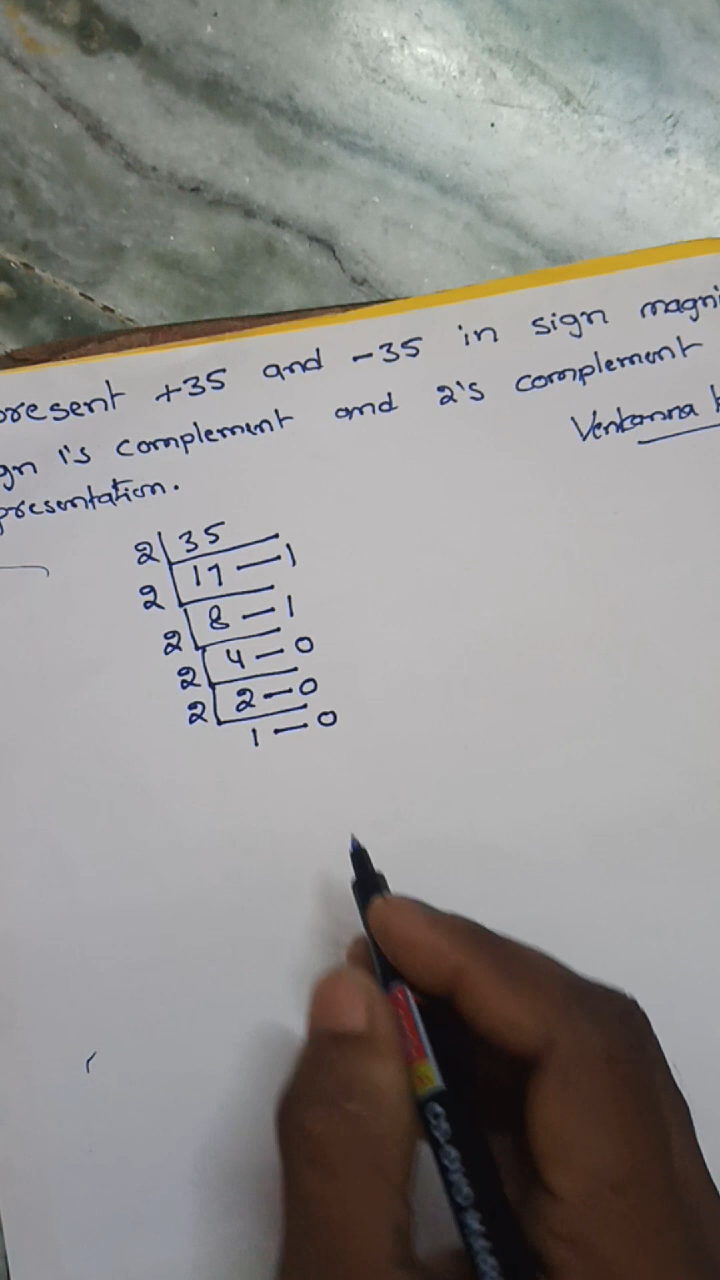 present +35 and -35 in sign magni
gn 1's complement and 2's complement
presentation.
Venkanna
2 35
2 17 — 1
2 8 — 1
2 4 — 0
2 2 — 0
1 — 0